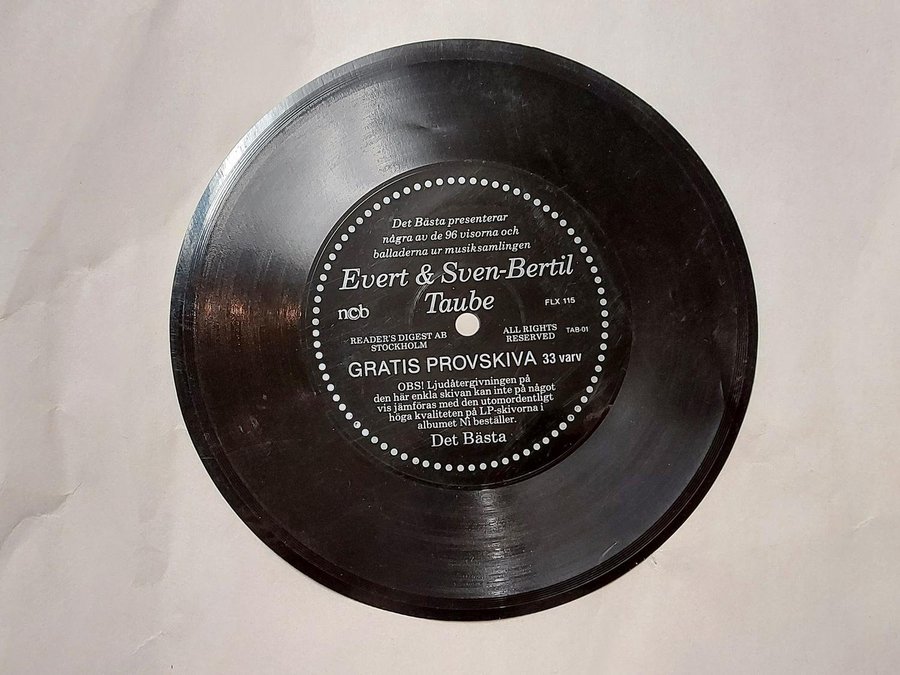 Det Bästa presenterar
några av de 96 visorna och
balladerna ur musiksamlingen
Evert & Sven-Bertil
Taube
ncb
FLX 115
READER'S DIGEST AB
STOCKHOLM
ALL RIGHTS
RESERVED
TAB-01
GRATIS PROVSKIVA 33 varv
OBS! Ljudåtergivningen på
den här enkla skivan kan inte på något
vis jämföras med den utomordentligt
höga kvaliteten på LP-skivorna i
albumet Ni beställer.
Det Bästa